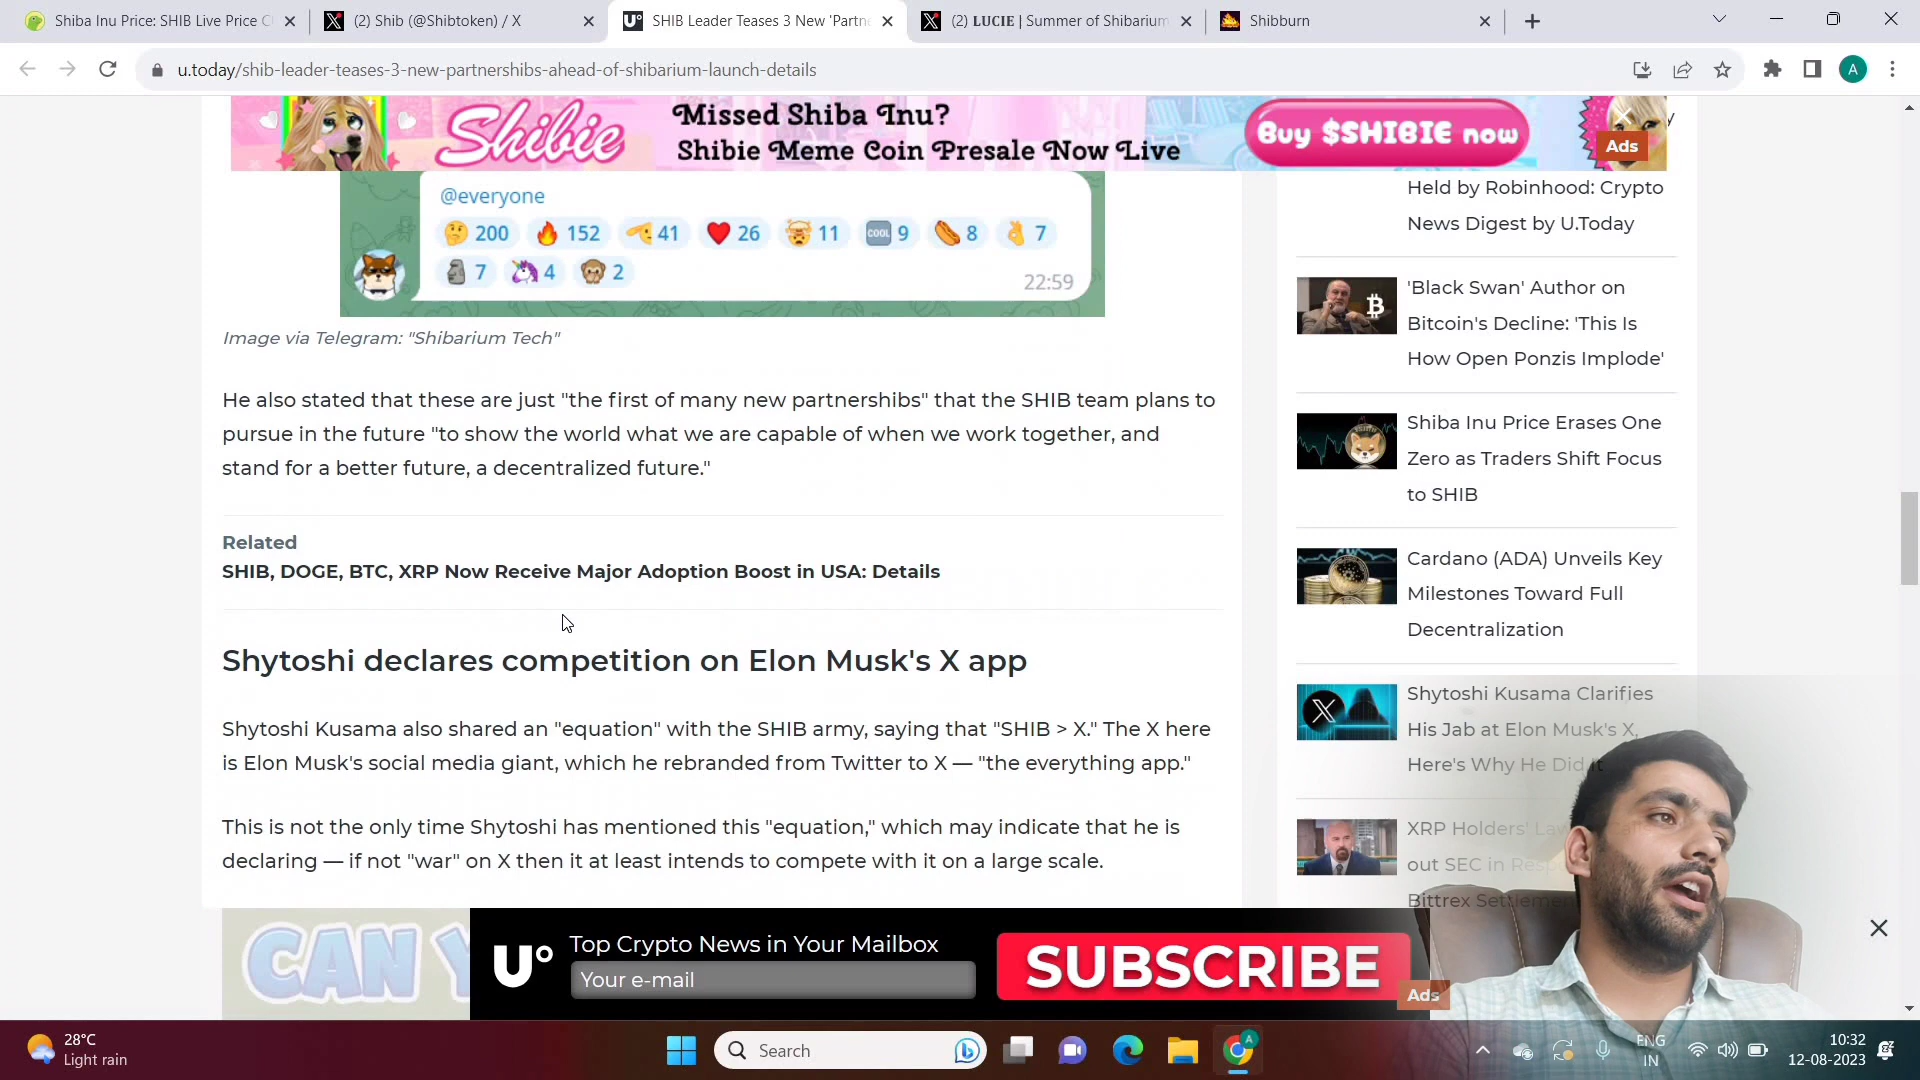 Shiba Inu Price: SHIB Live Price C
(2) Shib (@Shibtoken) / X
U° SHIB Leader Teases 3 New 'Partne
(2) LUCIE | Summer of Shibarium
Shibburn
u.today/shib-leader-teases-3-new-partnershibs-ahead-of-shibarium-launch-details
A
Shibie
Missed Shiba Inu?
Shibie Meme Coin Presale Now Live
Buy $SHIBIE now
Ads
@everyone
200 152 41 26 11 COOL 9 8 7
7 4 2
22:59
Image via Telegram: "Shibarium Tech"
He also stated that these are just "the first of many new partnershibs" that the SHIB team plans to
pursue in the future "to show the world what we are capable of when we work together, and
stand for a better future, a decentralized future."
Related
SHIB, DOGE, BTC, XRP Now Receive Major Adoption Boost in USA: Details
Shytoshi declares competition on Elon Musk's X app
Shytoshi Kusama also shared an "equation" with the SHIB army, saying that "SHIB > X." The X here
is Elon Musk's social media giant, which he rebranded from Twitter to X — "the everything app."
This is not the only time Shytoshi has mentioned this "equation," which may indicate that he is
declaring — if not "war" on X then it at least intends to compete with it on a large scale.
Held by Robinhood: Crypto
News Digest by U.Today
'Black Swan' Author on
Bitcoin's Decline: 'This Is
How Open Ponzis Implode'
Shiba Inu Price Erases One
Zero as Traders Shift Focus
to SHIB
Cardano (ADA) Unveils Key
Milestones Toward Full
Decentralization
Shytoshi Kusama Clarifies
His Jab at Elon Musk's X,
Here's Why He Did It
XRP Holders'
out SEC in
Bittrex
CAN
U°
Top Crypto News in Your Mailbox
Your e-mail
SUBSCRIBE
Ads
28°C
Light rain
Search
A
ENG
IN
10:32
12-08-2023